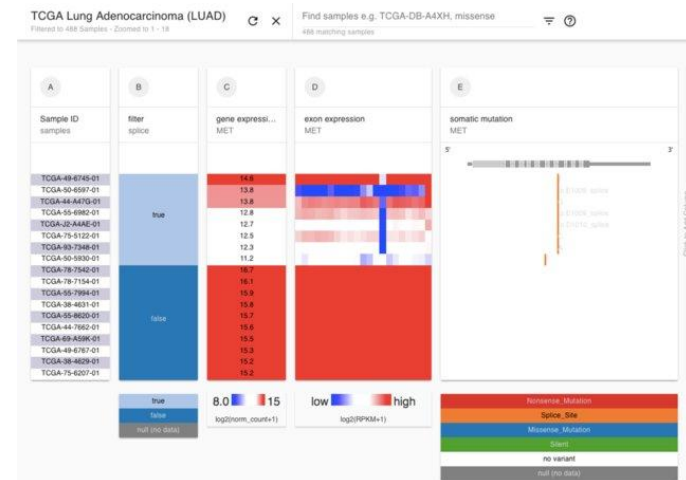 TCGA Lung Adenocarcinoma (LUAD)
Filtered to 488 Samples - Zoomed to 1 - 18
Find samples e.g. TCGA-DB-A4XH, missense
488 matching samples
A
B
C
D
E
Sample ID
samples
filter
splice
gene expressi...
MET
exon expression
MET
somatic mutation
MET
5'
3'
TCGA-49-6745-01
TCGA-50-6597-01
TCGA-44-A47G-01
TCGA-55-6982-01
TCGA-J2-A4AE-01
TCGA-75-5122-01
TCGA-93-7348-01
TCGA-50-5930-01
TCGA-78-7542-01
TCGA-78-7154-01
TCGA-55-7994-01
TCGA-38-4631-01
TCGA-55-8620-01
TCGA-44-7662-01
TCGA-69-A59K-01
TCGA-49-6767-01
TCGA-38-4629-01
TCGA-75-6207-01
true
false
14.6
13.8
13.8
12.8
12.7
12.5
12.3
11.2
16.7
16.1
15.9
15.8
15.7
15.6
15.5
15.3
15.2
15.2
true
false
null (no data)
8.0 15
log2(norm_count+1)
low high
log2(RPKM+1)
Nonsense_Mutation
Splice_Site
Missense_Mutation
Silent
no variant
null (no data)